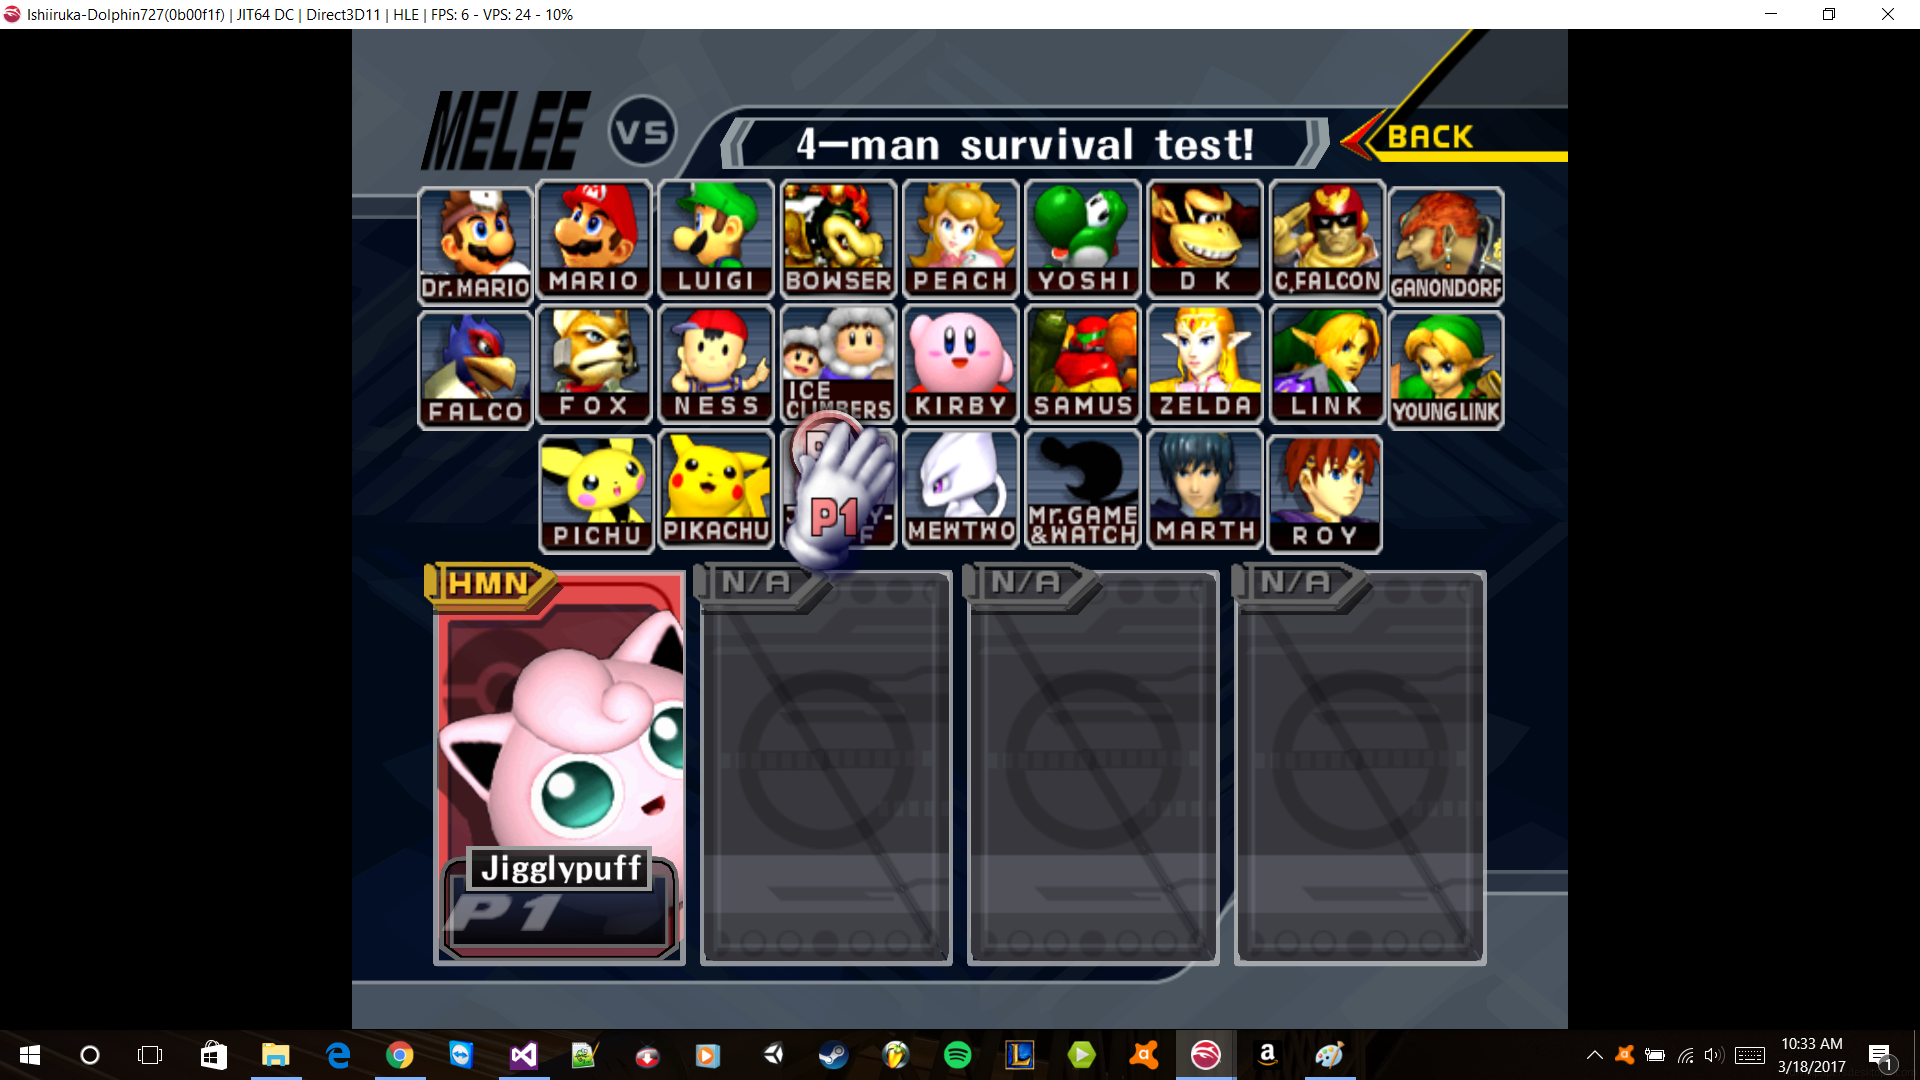 Ishiiruka-Dolphin727(0b00f1f) | JIT64 DC | Direct3D11 | HLE | FPS: 6 - VPS: 24 - 10%
MELEE VS 4-man survival test! BACK
Dr.MARIO MARIO LUIGI BOWSER PEACH YOSHI D K C.FALCON GANONDORF
FALCO FOX NESS ICE CLIMBERS KIRBY SAMUS ZELDA LINK YOUNG LINK
PICHU PIKACHU P1 MEWTWO Mr.GAME &WATCH MARTH ROY
HMN N/A N/A N/A
Jigglypuff
P1
10:33 AM
3/18/2017
1